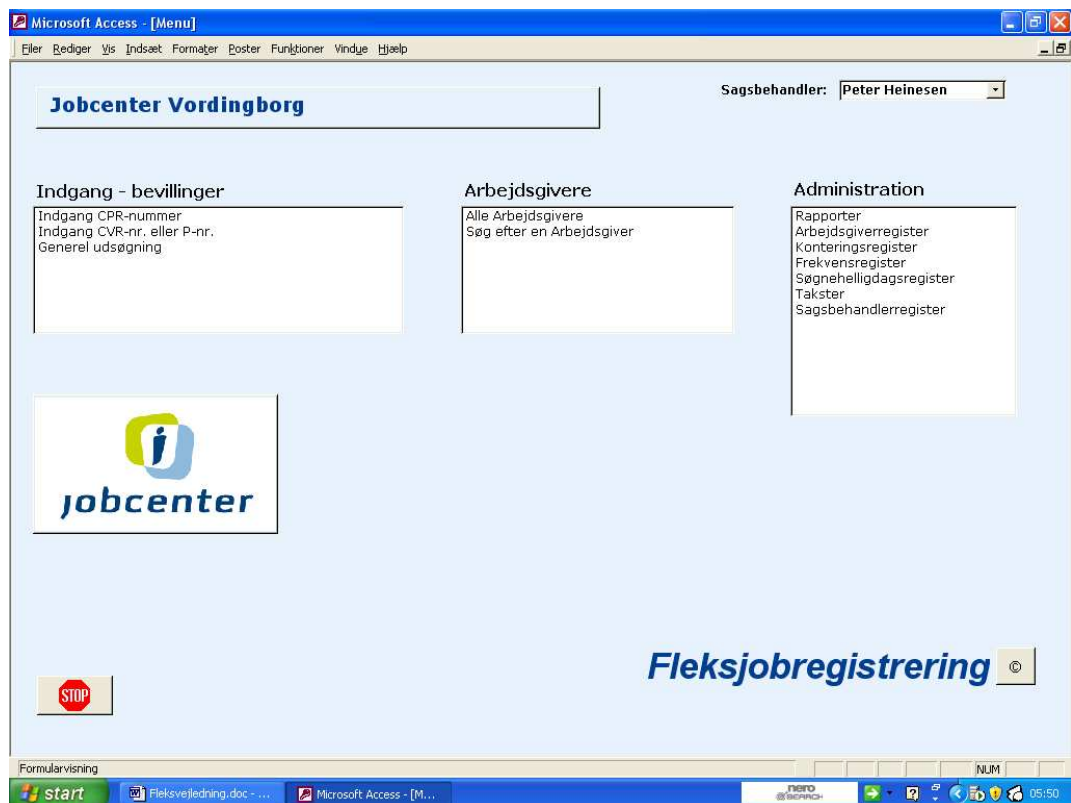 Microsoft Access - [Menu]
Filer Rediger Vis Indsæt Formater Poster Funktioner Vindue Hjælp
Jobcenter Vordingborg
Sagsbehandler: Peter Heinesen
Indgang - bevillinger
Indgang CPR-nummer
Indgang CVR-nr. eller P-nr.
Generel udsøgning
Arbejdsgivere
Alle Arbejdsgivere
Søg efter en Arbejdsgiver
Administration
Rapporter
Arbejdsgiverregister
Konteringsregister
Frekvensregister
Søgnehelligdagsregister
Takster
Sagsbehandlerregister
jobcenter
Fleksjobregistrering ©
STOP
Formularvisning
NUM
start Fleksvejledning.doc - ... Microsoft Access - [M... nero SEARCH 05:50